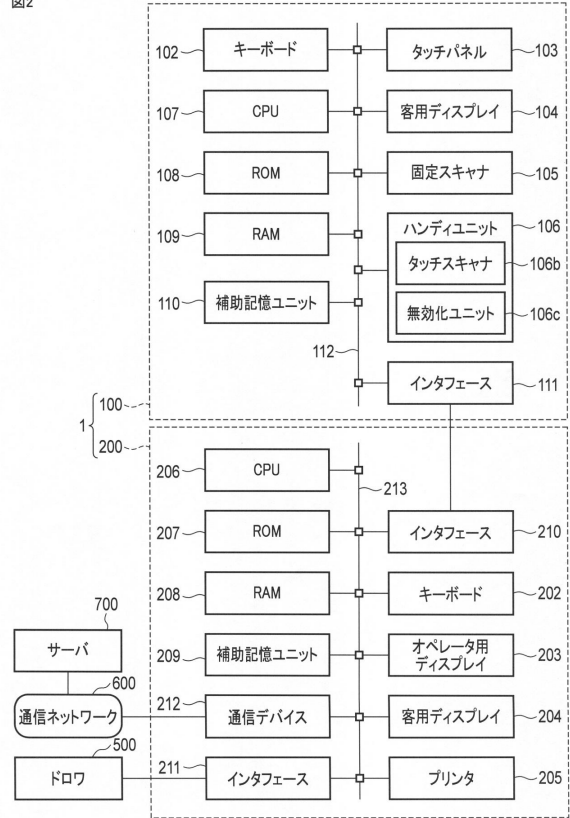 図2
102 キーボード タッチパネル 103
107 CPU 客用ディスプレイ 104
108 ROM 固定スキャナ 105
109 RAM ハンディユニット 106
タッチスキャナ 106b
110 補助記憶ユニット 無効化ユニット 106c
112
インタフェース 111
100
1
200
206 CPU 213
207 ROM インタフェース 210
208 RAM キーボード 202
700
サーバ 209 補助記憶ユニット オペレータ用
ディスプレイ 203
600
通信ネットワーク 212 通信デバイス 客用ディスプレイ 204
500
ドロワ 211 インタフェース プリンタ 205